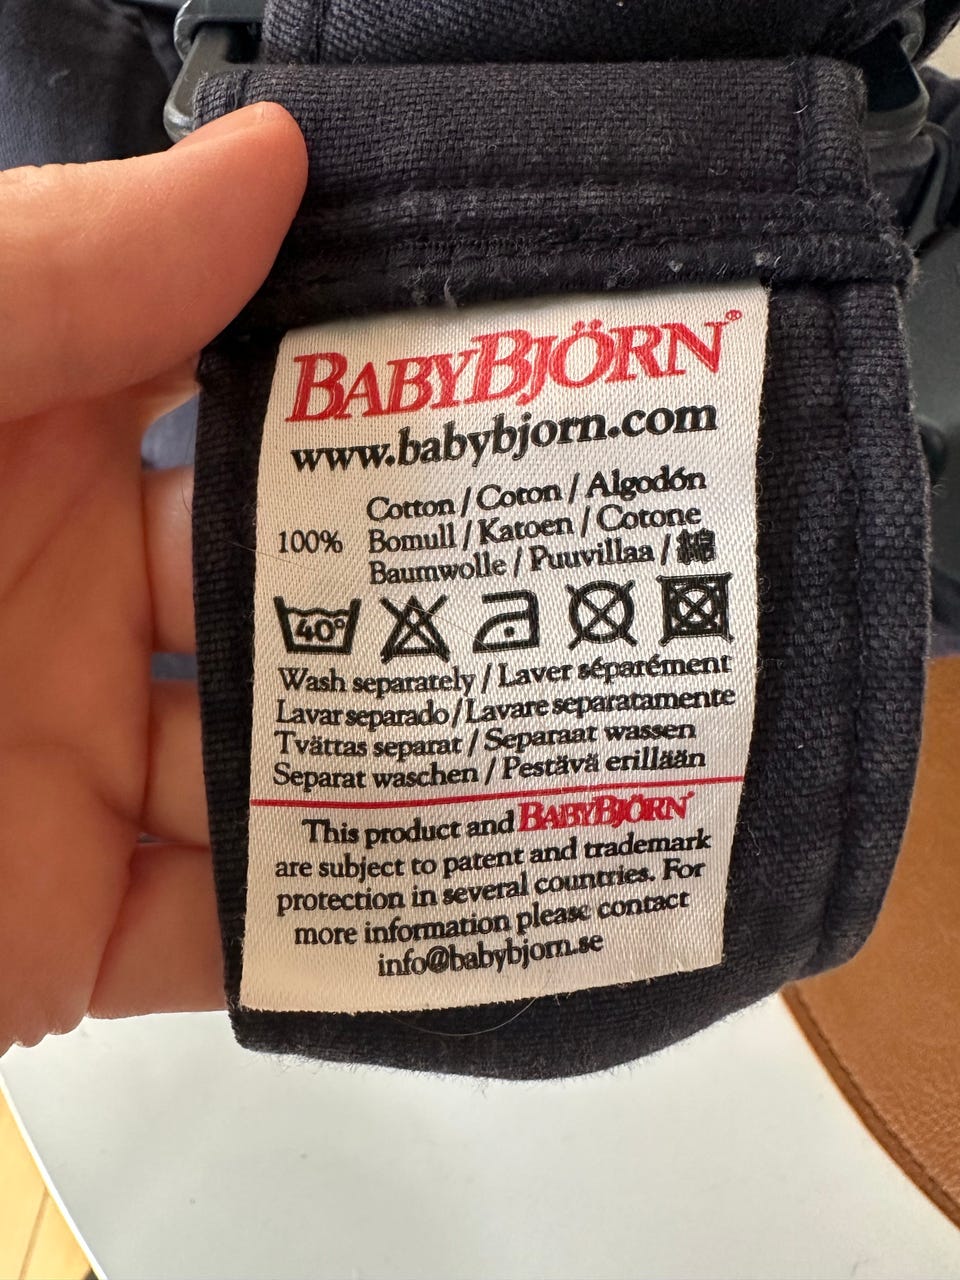 BABYBJÖRN®
www.babybjorn.com
Cotton / Coton / Algodón
100% Bomull / Katoen / Cotone
Baumwolle / Puuvillaa / 綿
40°
Wash separately / Laver séparément
Lavar separado / Lavare separatamente
Tvättas separat / Separaat wassen
Separat waschen / Pestävä erillään
This product and BABYBJÖRN®
are subject to patent and trademark
protection in several countries. For
more information please contact
info@babybjorn.se